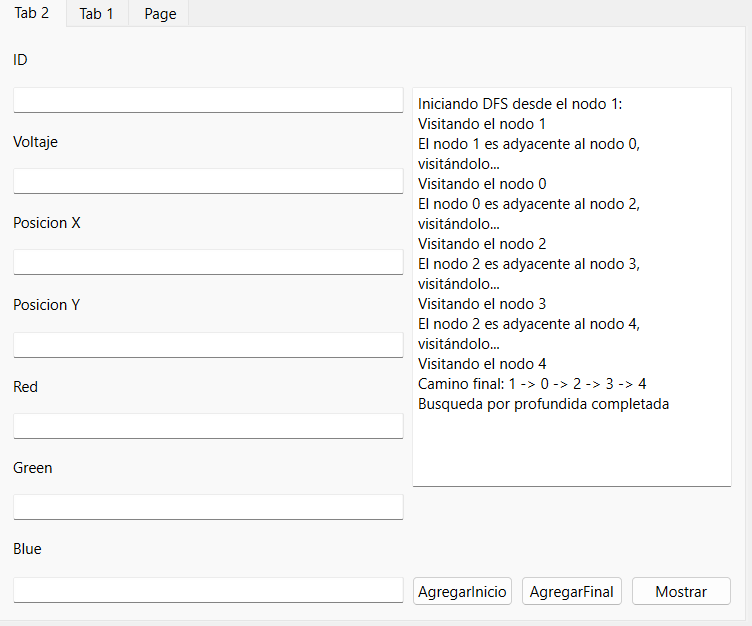 Tab 2 Tab 1 Page
ID
Voltaje
Posicion X
Posicion Y
Red
Green
Blue
Iniciando DFS desde el nodo 1:
Visitando el nodo 1
El nodo 1 es adyacente al nodo 0,
visitándolo...
Visitando el nodo 0
El nodo 0 es adyacente al nodo 2,
visitándolo...
Visitando el nodo 2
El nodo 2 es adyacente al nodo 3,
visitándolo...
Visitando el nodo 3
El nodo 2 es adyacente al nodo 4,
visitándolo...
Visitando el nodo 4
Camino final: 1 -> 0 -> 2 -> 3 -> 4
Busqueda por profundida completada
AgregarInicio AgregarFinal Mostrar